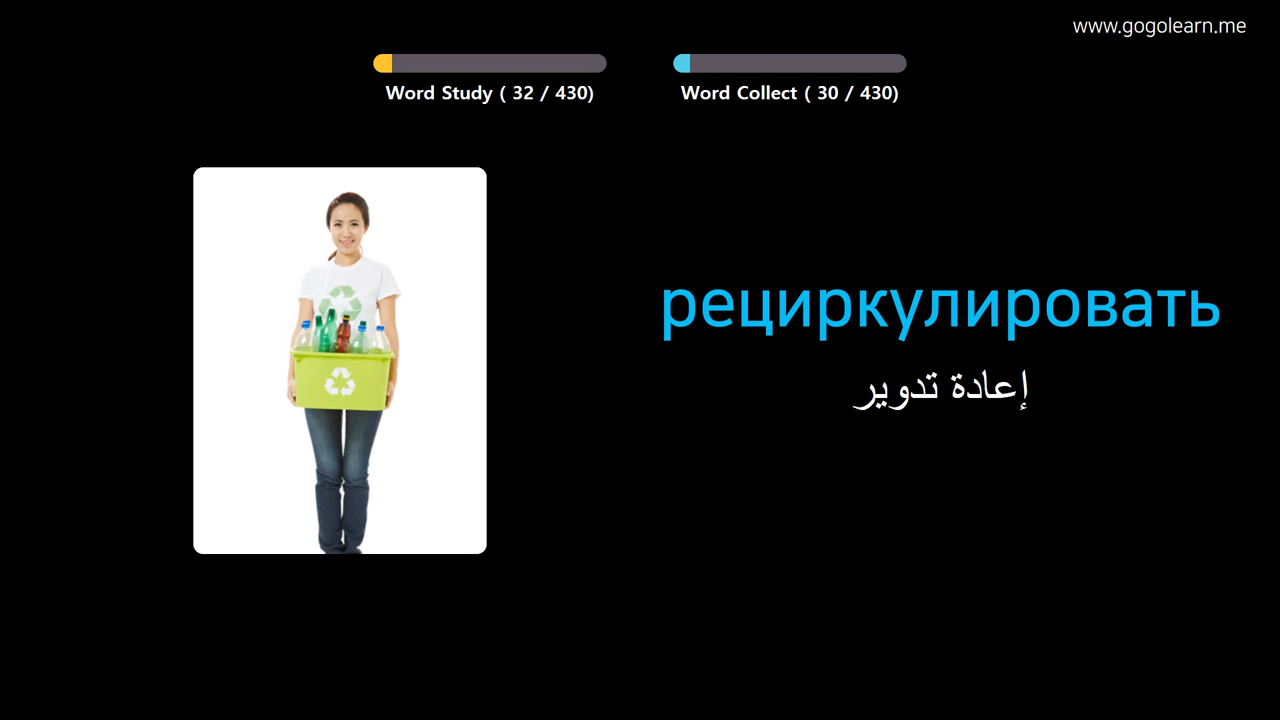 www.gogolearn.me
Word Study ( 32 / 430)
Word Collect ( 30 / 430)
рециркулировать
إعادة تدوير